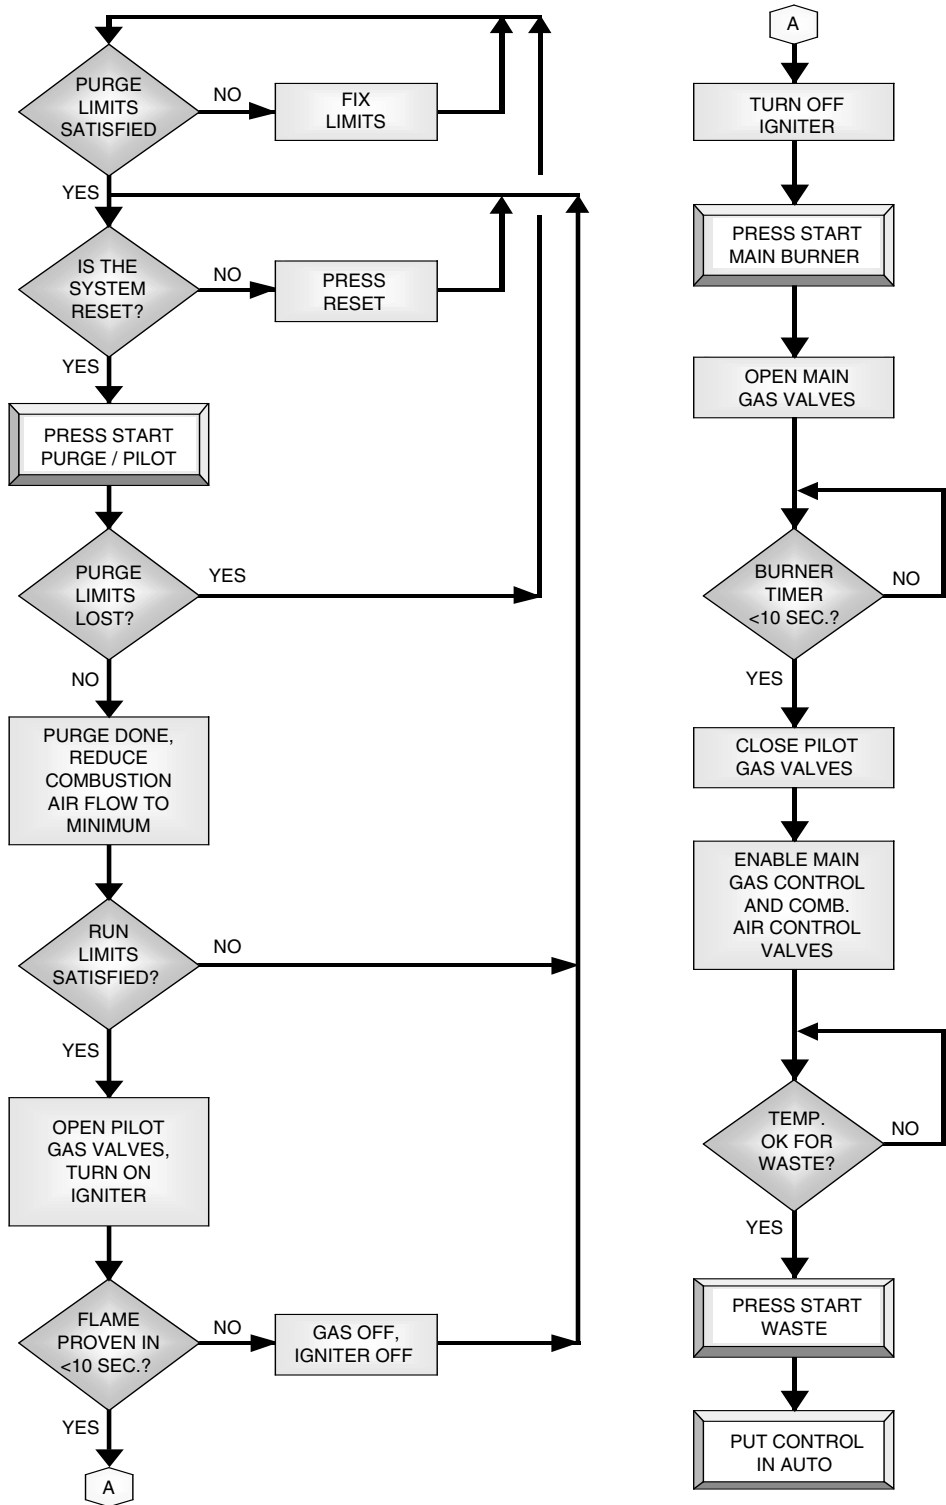 PURGE
LIMITS
SATISFIED
NO
FIX
LIMITS
YES
IS THE
SYSTEM
RESET?
NO
PRESS
RESET
YES
PRESS START
PURGE / PILOT
PURGE
LIMITS
LOST?
YES
NO
PURGE DONE,
REDUCE
COMBUSTION
AIR FLOW TO
MINIMUM
RUN
LIMITS
SATISFIED?
NO
YES
OPEN PILOT
GAS VALVES,
TURN ON
IGNITER
FLAME
PROVEN IN
<10 SEC.?
NO
GAS OFF,
IGNITER OFF
YES
A
A
TURN OFF
IGNITER
PRESS START
MAIN BURNER
OPEN MAIN
GAS VALVES
BURNER
TIMER
<10 SEC.?
NO
YES
CLOSE PILOT
GAS VALVES
ENABLE MAIN
GAS CONTROL
AND COMB.
AIR CONTROL
VALVES
TEMP.
OK FOR
WASTE?
NO
YES
PRESS START
WASTE
PUT CONTROL
IN AUTO